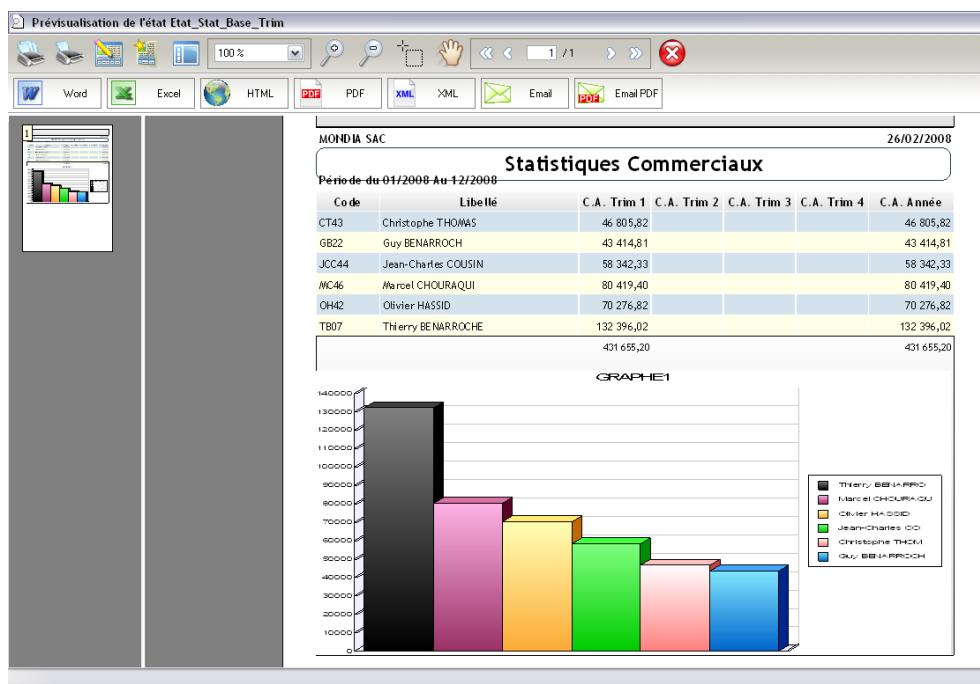 Prévisualisation de l'état Etat_Stat_Base_Trim
100 % 1 /1
Word Excel HTML PDF XML Email Email PDF
1
MONDIA SAC 26/02/2008
Statistiques Commerciaux
Période du 01/2008 Au 12/2008
Code Libellé C.A. Trim 1 C.A. Trim 2 C.A. Trim 3 C.A. Trim 4 C.A. Année
CT43 Christophe THOMAS 46 805,82 46 805,82
GB22 Guy BENARROCH 43 414,81 43 414,81
JCC44 Jean-Charles COUSIN 58 342,33 58 342,33
MC46 Marcel CHOURAQUI 80 419,40 80 419,40
OH42 Olivier HASSID 70 276,82 70 276,82
TB07 Thierry BENARROCHE 132 396,02 132 396,02
431 655,20 431 655,20
GRAPHE1
140000
130000
120000
110000
100000
90000
80000
70000
60000
50000
40000
30000
20000
10000
0
Thierry BENARRO
Marcel CHOURAQU
Olivier HASSID
Jean-Charles CO
Christophe THOM
Guy BENARROCH